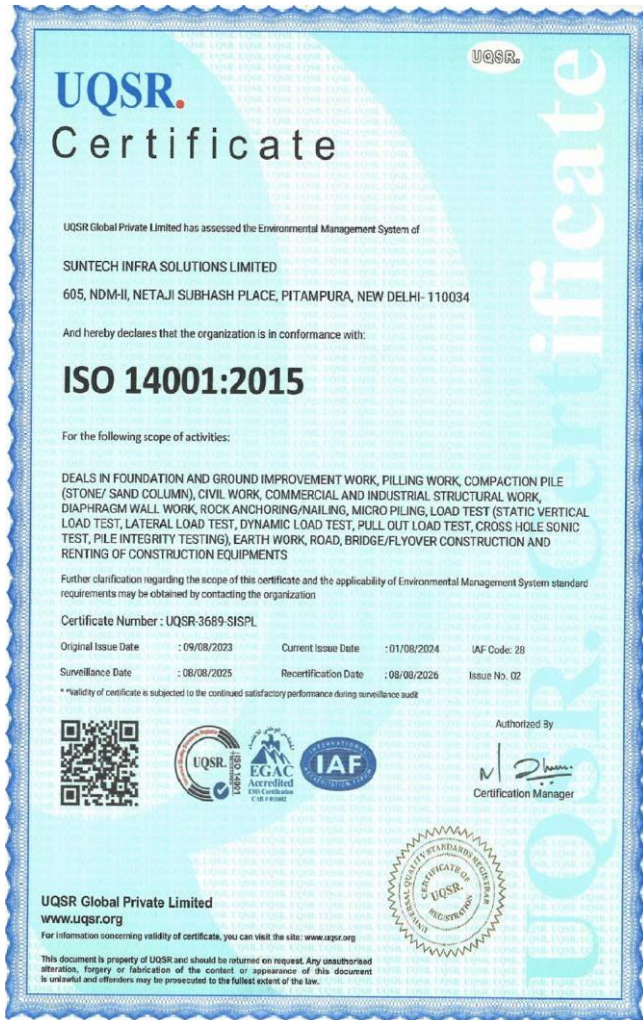 UQSR.
UQSR.
Certificate
UQSR Global Private Limited has assessed the Environmental Management System of
SUNTECH INFRA SOLUTIONS LIMITED
605, NDM-II, NETAJI SUBHASH PLACE, PITAMPURA, NEW DELHI- 110034
And hereby declares that the organization is in conformance with:
ISO 14001:2015
For the following scope of activities:
DEALS IN FOUNDATION AND GROUND IMPROVEMENT WORK, PILLING WORK, COMPACTION PILE
(STONE/ SAND COLUMN), CIVIL WORK, COMMERCIAL AND INDUSTRIAL STRUCTURAL WORK,
DIAPHRAGM WALL WORK, ROCK ANCHORING/NAILING, MICRO PILING, LOAD TEST (STATIC VERTICAL
LOAD TEST, LATERAL LOAD TEST, DYNAMIC LOAD TEST, PULL OUT LOAD TEST, CROSS HOLE SONIC
TEST, PILE INTEGRITY TESTING), EARTH WORK, ROAD, BRIDGE/FLYOVER CONSTRUCTION AND
RENTING OF CONSTRUCTION EQUIPMENTS
Further clarification regarding the scope of this certificate and the applicability of Environmental Management System standard
requirements may be obtained by contacting the organization
Certificate Number : UQSR-3689-SISPL
Original Issue Date : 09/08/2023 Current Issue Date : 01/08/2024 IAF Code: 28
Surveillance Date : 08/08/2025 Recertification Date : 08/08/2026 Issue No. 02
* *Validity of certificate is subjected to the continued satisfactory performance during surveillance audit
Authorized By
UQSR.
ISO 14001
EGAC
Accredited
INTERNATIONAL
IAF
ACCREDITATION FORUM
Certification Manager
UNIVERSAL QUALITY STANDARDS REGISTRAR
CERTIFICATE OF
UQSR.
REGISTRATION
UQSR Global Private Limited
www.uqsr.org
For information concerning validity of certificate, you can visit the site: www.uqsr.org
This document is property of UQSR and should be returned on request. Any unauthorised
alteration, forgery or fabrication of the content or appearance of this document
is unlawful and offenders may be prosecuted to the fullest extent of the law.
UQSR. Certificate